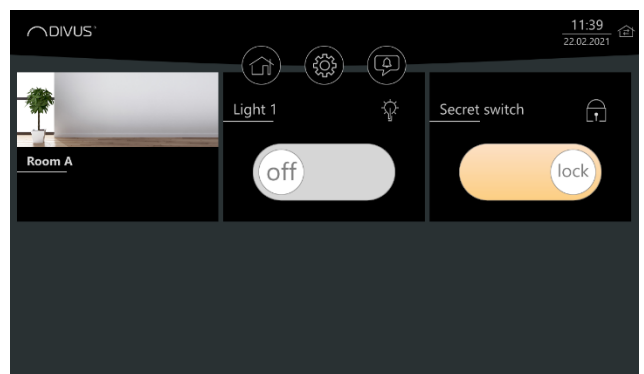 DIVUS
11:39
22.02.2021
Room A
Light 1
off
Secret switch
lock